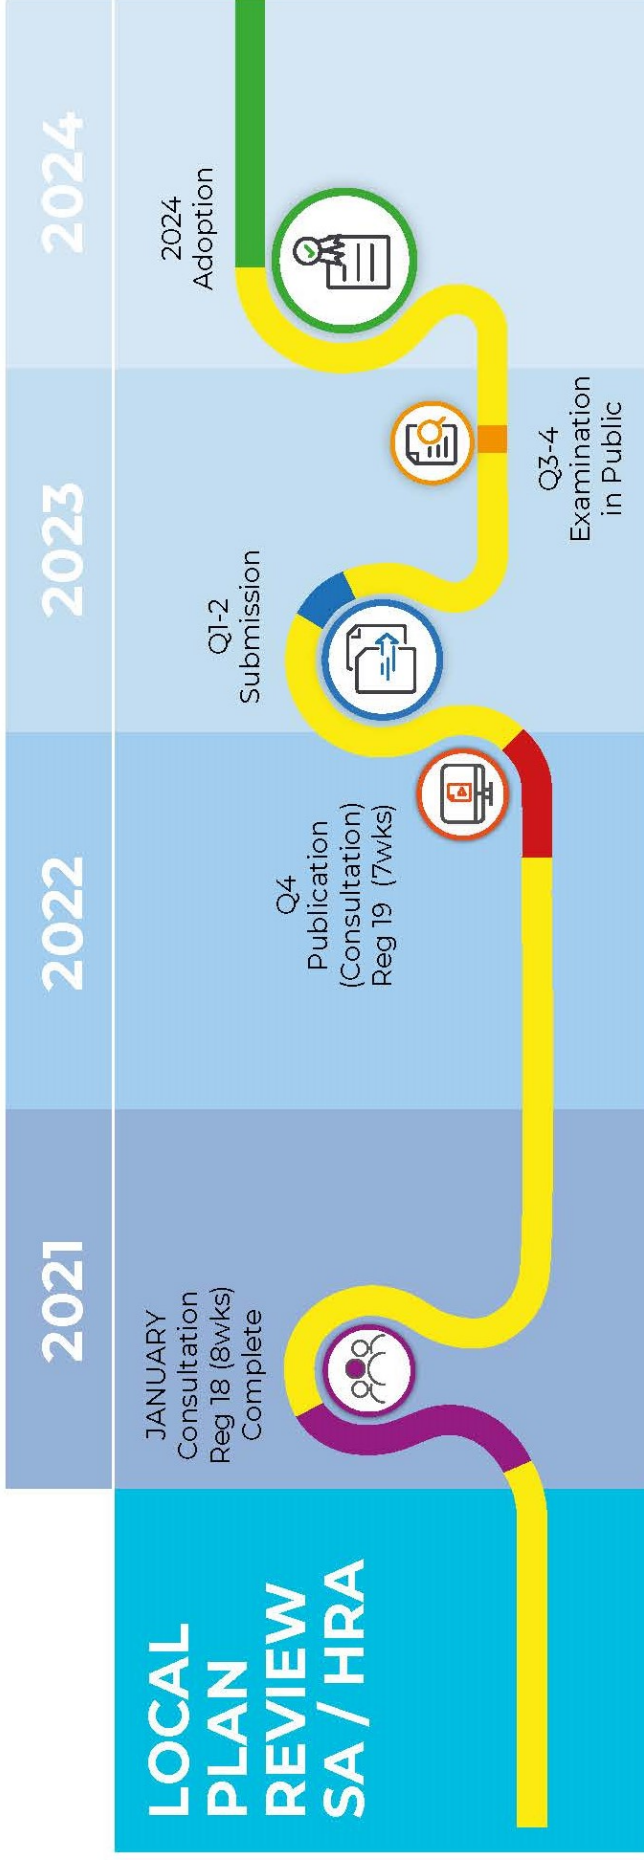 LOCAL
PLAN
REVIEW
SA / HRA
2021
2022
2023
2024
JANUARY
Consultation
Reg 18 (8wks)
Complete
Q4
Publication
(Consultation)
Reg 19 (7wks)
Q1-2
Submission
Q3-4
Examination
in Public
2024
Adoption